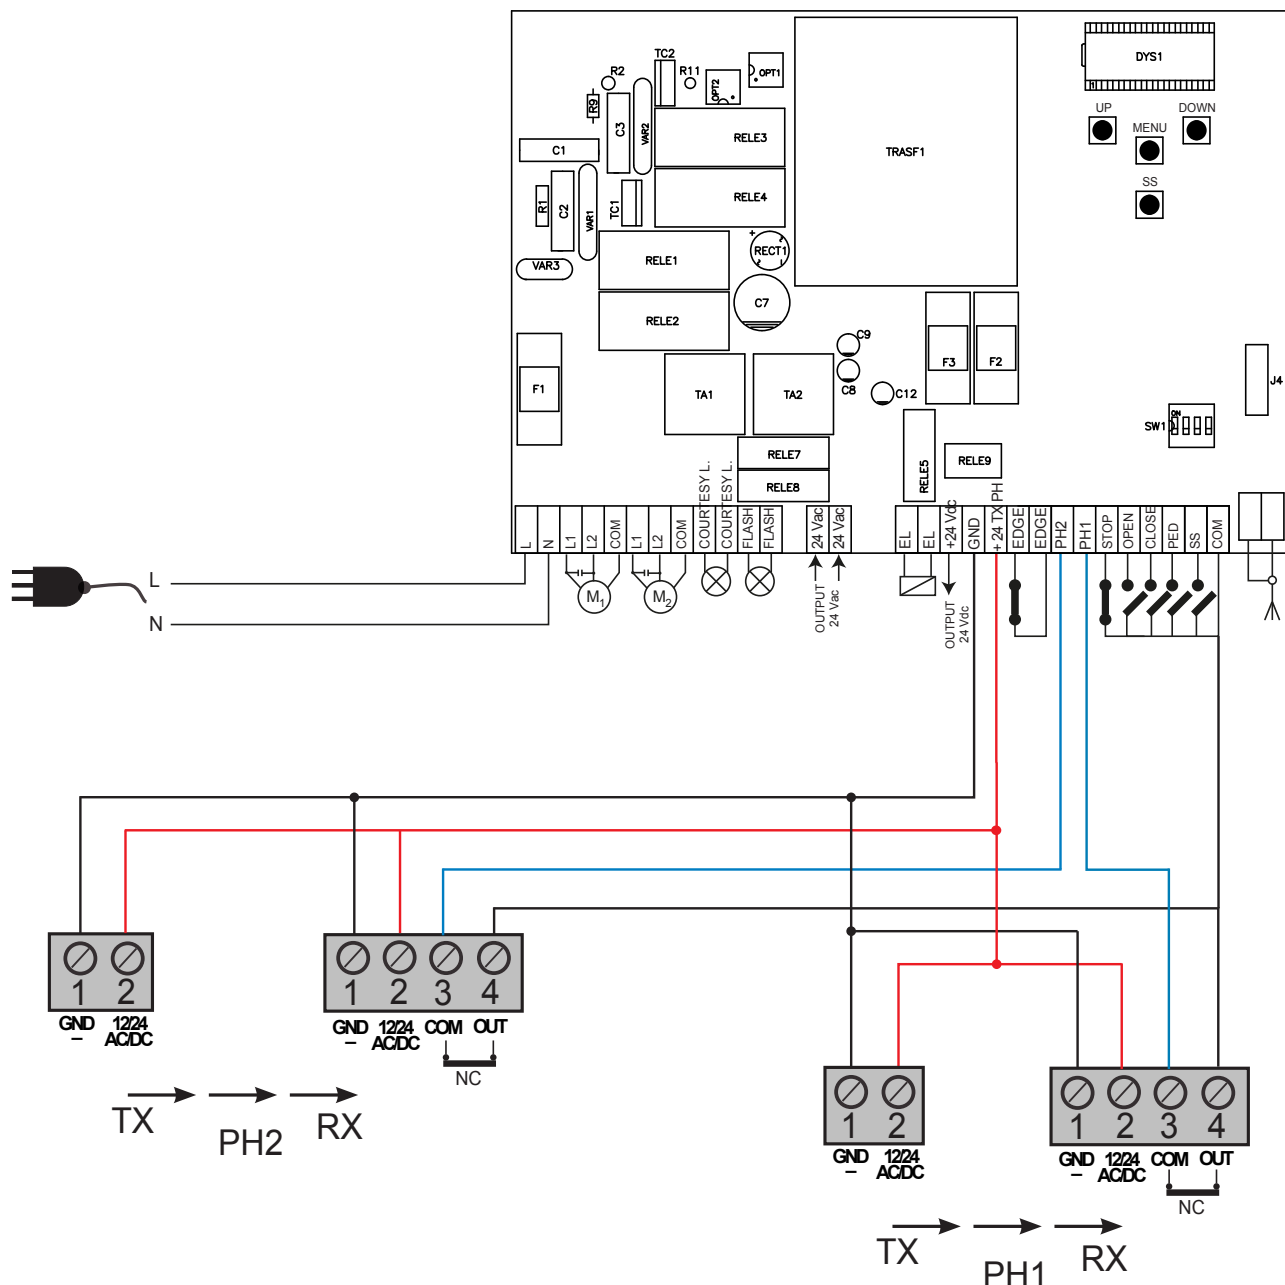 DYS1
1
UP
DOWN
MENU
SS
TC2
R2
R11
OPT2
OPT1
R9
C3
VAR2
RELE3
TRASF1
C1
RELE4
R1
C2
VAR1
TC1
+
RECT1
VAR3
RELE1
C7
RELE2
C9
C8
C12
F1
TA1
TA2
F3
F2
J4
ON
SW1
RELE7
RELE8
RELE5
RELE9
L
N
L1
L2
COM
L1
L2
COM
COURTESY L.
COURTESY L.
FLASH
FLASH
24 Vac
24 Vac
EL
EL
+24 Vdc
GND
+ 24 TX PH
EDGE
EDGE
PH2
PH1
STOP
OPEN
CLOSE
PED
SS
COM
L
N
M1
M2
OUTPUT
24 Vac
OUTPUT
24 Vdc
1 2
GND 12/24
– AC/DC
1 2 3 4
GND 12/24 COM OUT
– AC/DC
NC
TX PH2 RX
1 2
GND 12/24
– AC/DC
1 2 3 4
GND 12/24 COM OUT
– AC/DC
NC
TX PH1 RX